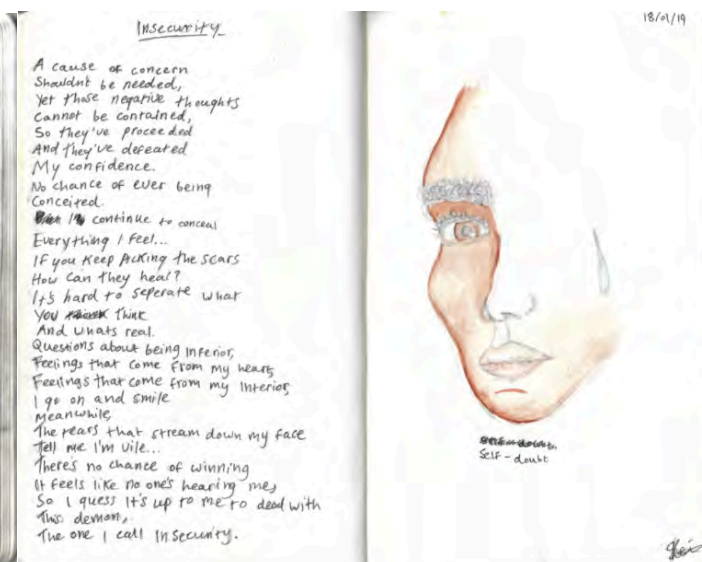 Insecurity
A cause of concern
Shouldnt be needed,
Yet those negative thoughts
Cannot be contained,
So they've proceeded
And they've defeated
My confidence.
No chance of ever being
Conceited.
I continue to conceal
Everything I feel...
If you keep picking the scars
How can they heal?
It's hard to seperate what
You think
And whats real.
Questions about being inferior,
Feelings that come from my heart,
Feelings that come from my interior,
I go on and smile
Meanwhile,
The tears that stream down my face
Tell me I'm vile...
There's no chance of winning
It feels like no one's hearing me,
So I guess it's up to me to deal with
This demon,
The one I call Insecurity.
18/01/19
Self-doubt